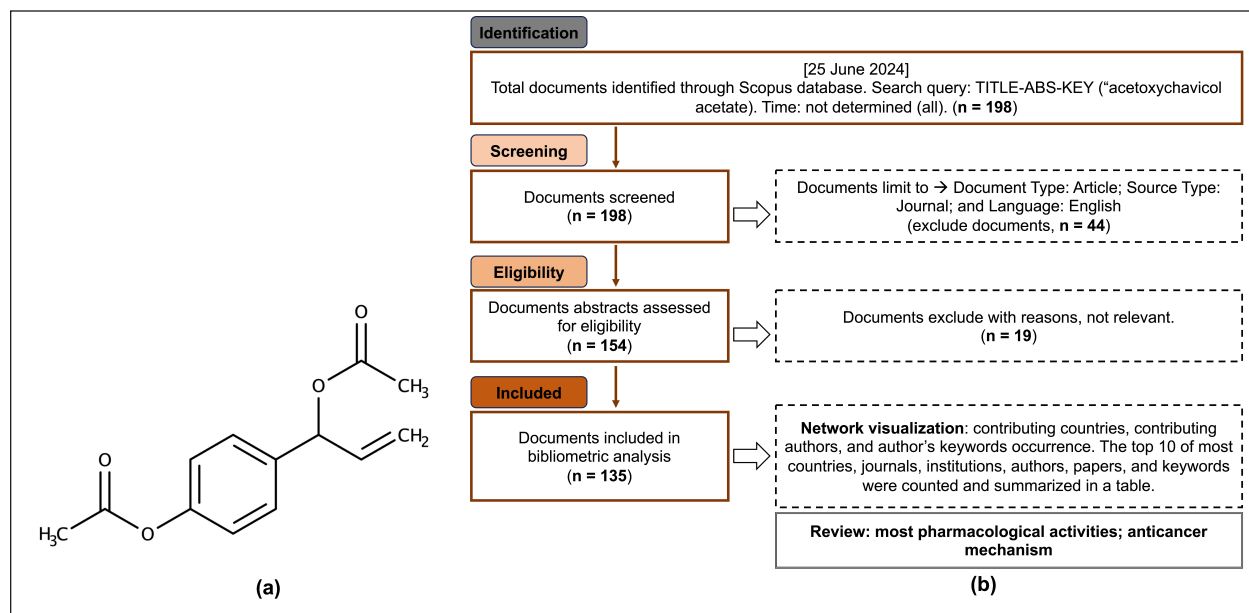 O
O
CH₃
CH₂
O
O
H₃C
(a)
Identification
[25 June 2024]
Total documents identified through Scopus database. Search query: TITLE-ABS-KEY (“acetoxychavicol
acetate). Time: not determined (all). (n = 198)
Screening
Documents screened
(n = 198)
Documents limit to → Document Type: Article; Source Type:
Journal; and Language: English
(exclude documents, n = 44)
Eligibility
Documents abstracts assessed
for eligibility
(n = 154)
Documents exclude with reasons, not relevant.
(n = 19)
Included
Documents included in
bibliometric analysis
(n = 135)
Network visualization: contributing countries, contributing
authors, and author’s keywords occurrence. The top 10 of most
countries, journals, institutions, authors, papers, and keywords
were counted and summarized in a table.
Review: most pharmacological activities; anticancer
mechanism
(b)